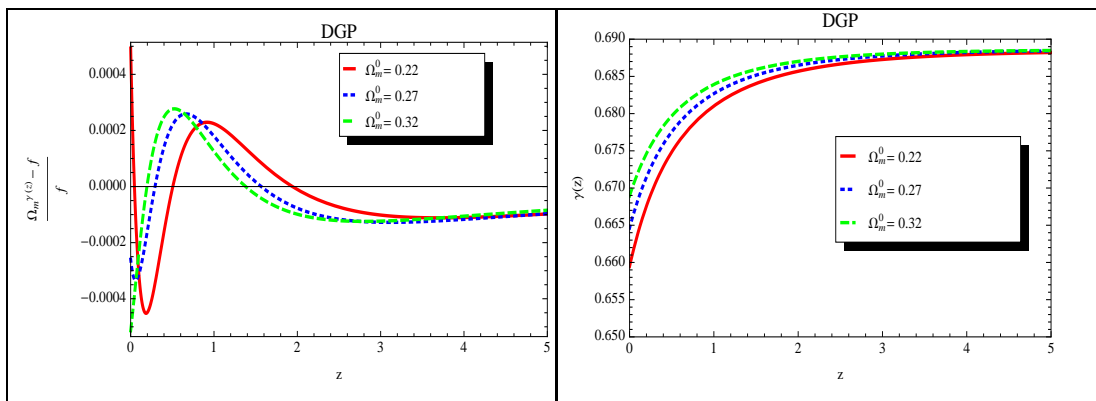 DGP
0.0004
0.0002
0.0000
−0.0002
−0.0004
Ωm^γ(z) − f
f
Ω_m^0 = 0.22
Ω_m^0 = 0.27
Ω_m^0 = 0.32
0 1 2 3 4 5
z
DGP
0.690
0.685
0.680
0.675
0.670
0.665
0.660
0.655
0.650
γ(z)
Ω_m^0 = 0.22
Ω_m^0 = 0.27
Ω_m^0 = 0.32
0 1 2 3 4 5
z